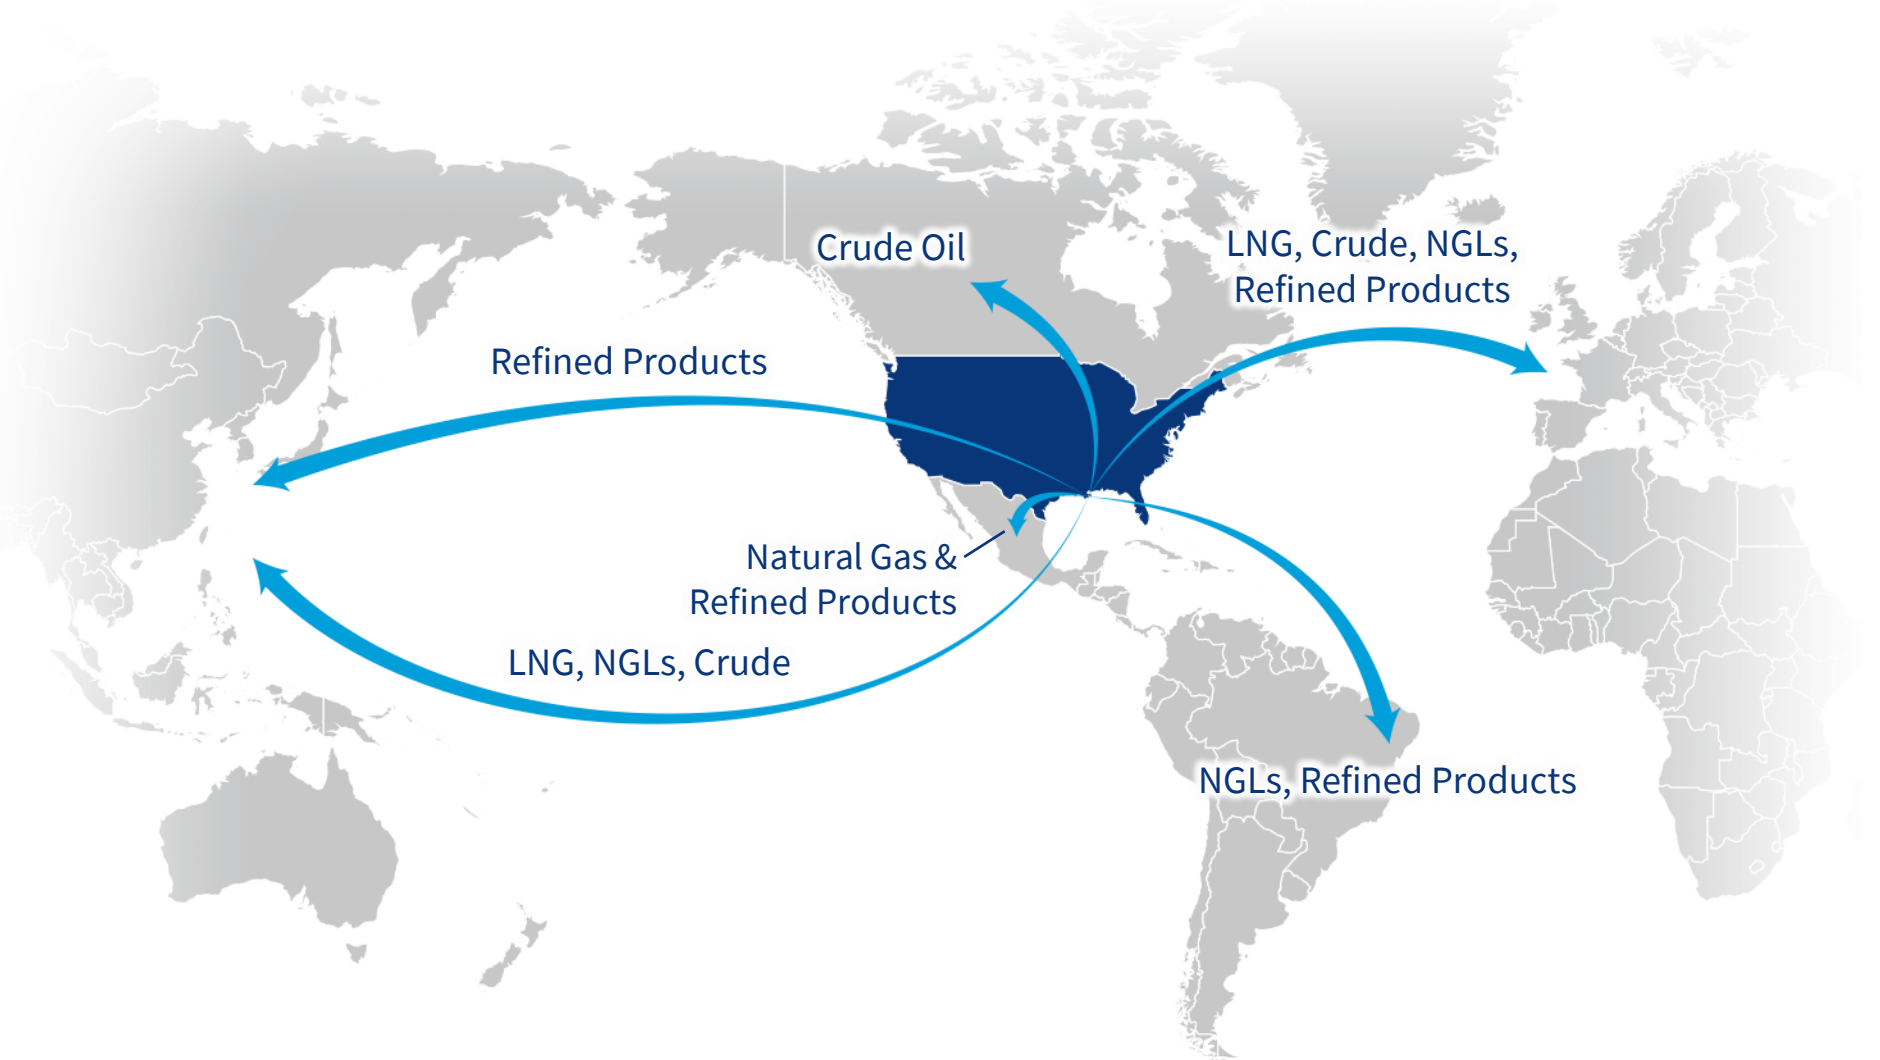 Crude Oil
LNG, Crude, NGLs,
Refined Products
Refined Products
Natural Gas &
Refined Products
LNG, NGLs, Crude
NGLs, Refined Products